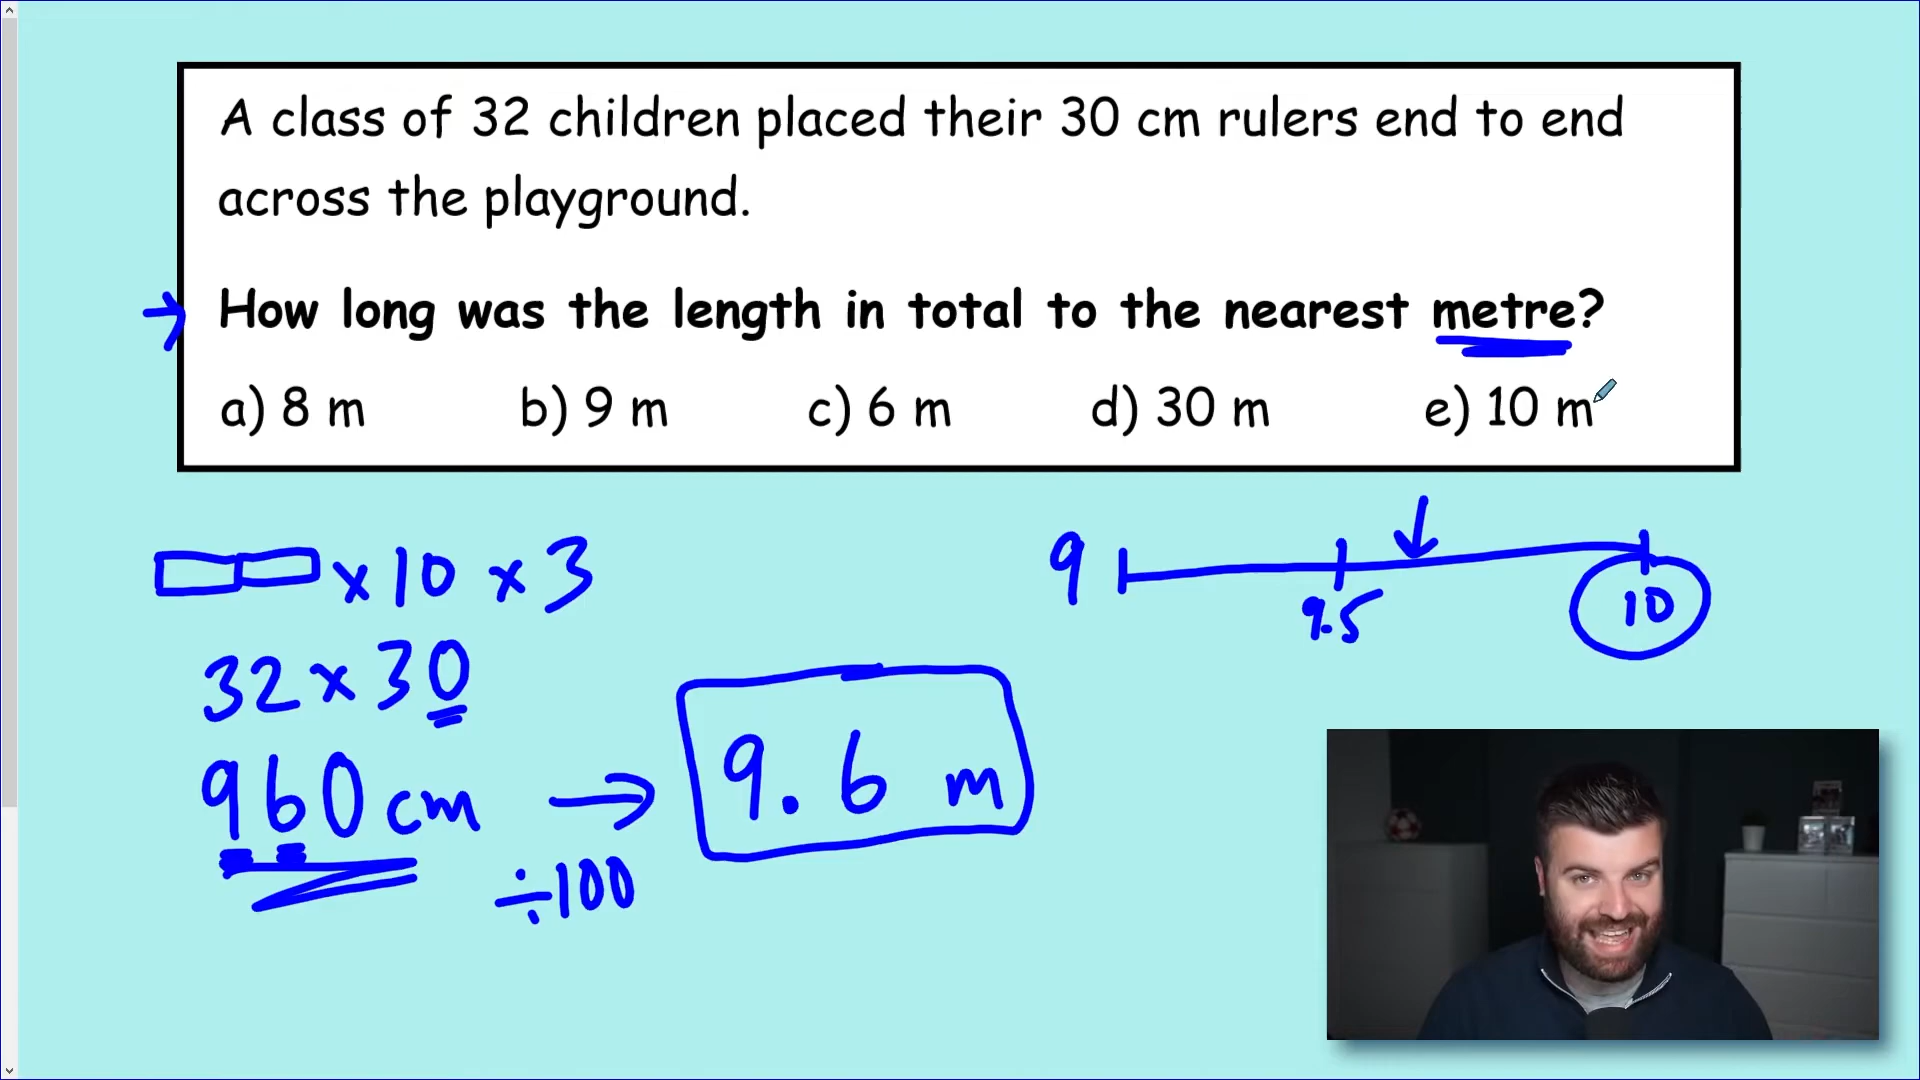 A class of 32 children placed their 30 cm rulers end to end
across the playground.
How long was the length in total to the nearest metre?
a) 8 m b) 9 m c) 6 m d) 30 m e) 10 m
× 10 × 3
32 × 30
960 cm → 9.6 m
÷100
9 9.5 10